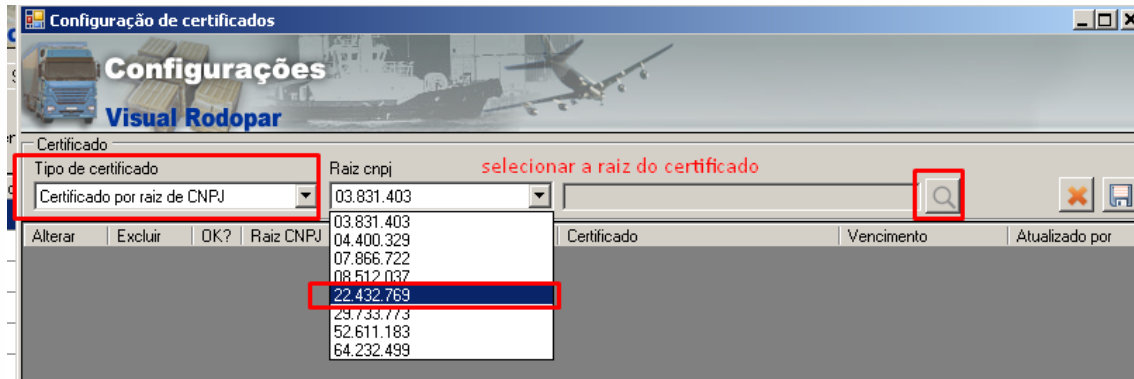 Configuração de certificados
Configurações
Visual Rodopar
Certificado
Tipo de certificado
Raiz cnpj
selecionar a raiz do certificado
Certificado por raiz de CNPJ
03.831.403
Alterar Excluir OK? Raiz CNPJ Certificado Vencimento Atualizado por
03.831.403
04.400.329
07.866.722
08.512.037
22.432.769
29.733.773
52.611.183
64.232.499